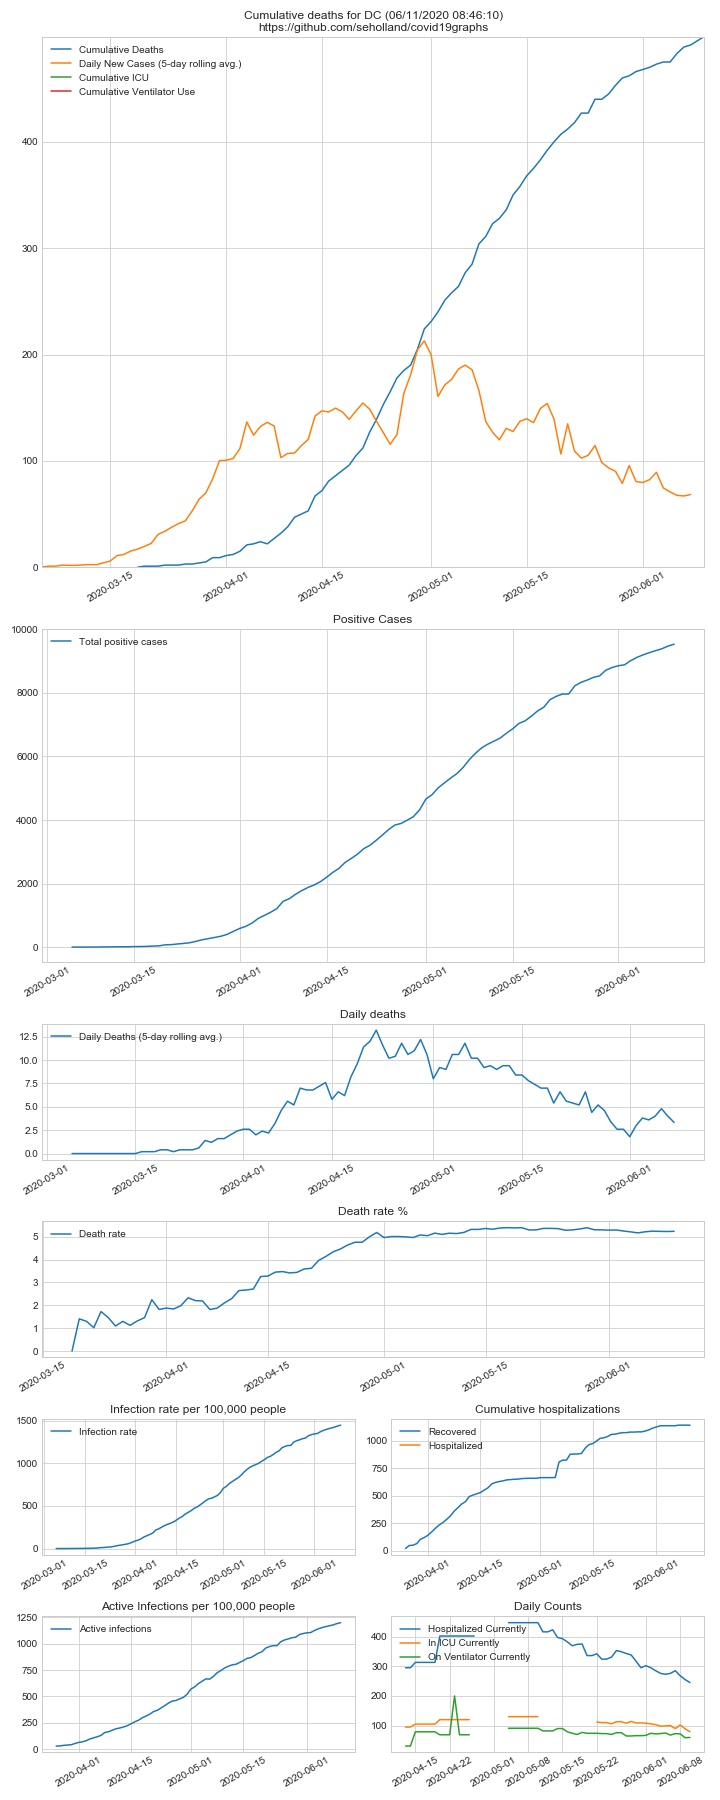 Cumulative deaths for DC (06/11/2020 08:46:10)
https://github.com/seholland/covid19graphs
Cumulative Deaths
Daily New Cases (5-day rolling avg.)
Cumulative ICU
Cumulative Ventilator Use
400
300
200
100
0
2020-03-15 2020-04-01 2020-04-15 2020-05-01 2020-05-15 2020-06-01
Positive Cases
Total positive cases
10000
8000
6000
4000
2000
0
2020-03-01 2020-03-15 2020-04-01 2020-04-15 2020-05-01 2020-05-15 2020-06-01
Daily deaths
Daily Deaths (5-day rolling avg.)
12.5
10.0
7.5
5.0
2.5
0.0
2020-03-01 2020-03-15 2020-04-01 2020-04-15 2020-05-01 2020-05-15 2020-06-01
Death rate %
Death rate
5
4
3
2
1
0
2020-03-15 2020-04-01 2020-04-15 2020-05-01 2020-05-15 2020-06-01
Infection rate per 100,000 people
Infection rate
1500
1000
500
0
2020-03-01 2020-03-15 2020-04-01 2020-04-15 2020-05-01 2020-05-15 2020-06-01
Cumulative hospitalizations
Recovered
Hospitalized
1000
750
500
250
0
2020-04-01 2020-04-15 2020-05-01 2020-05-15 2020-06-01
Active Infections per 100,000 people
Active infections
1250
1000
750
500
250
0
2020-04-01 2020-04-15 2020-05-01 2020-05-15 2020-06-01
Daily Counts
Hospitalized Currently
In ICU Currently
On Ventilator Currently
400
300
200
100
2020-04-15 2020-04-22 2020-05-01 2020-05-08 2020-05-15 2020-05-22 2020-06-01 2020-06-08